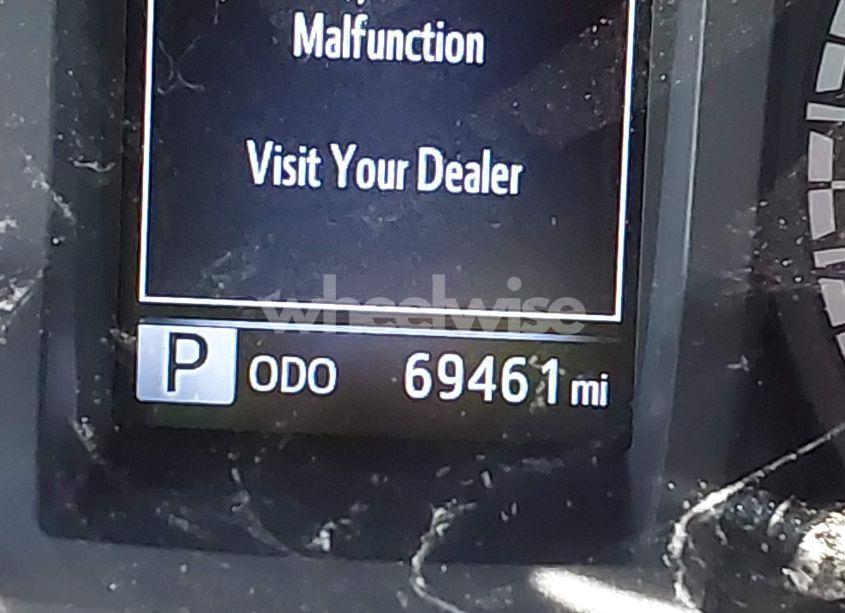 Malfunction
Visit Your Dealer
wheelwise
P ODO 69461 mi